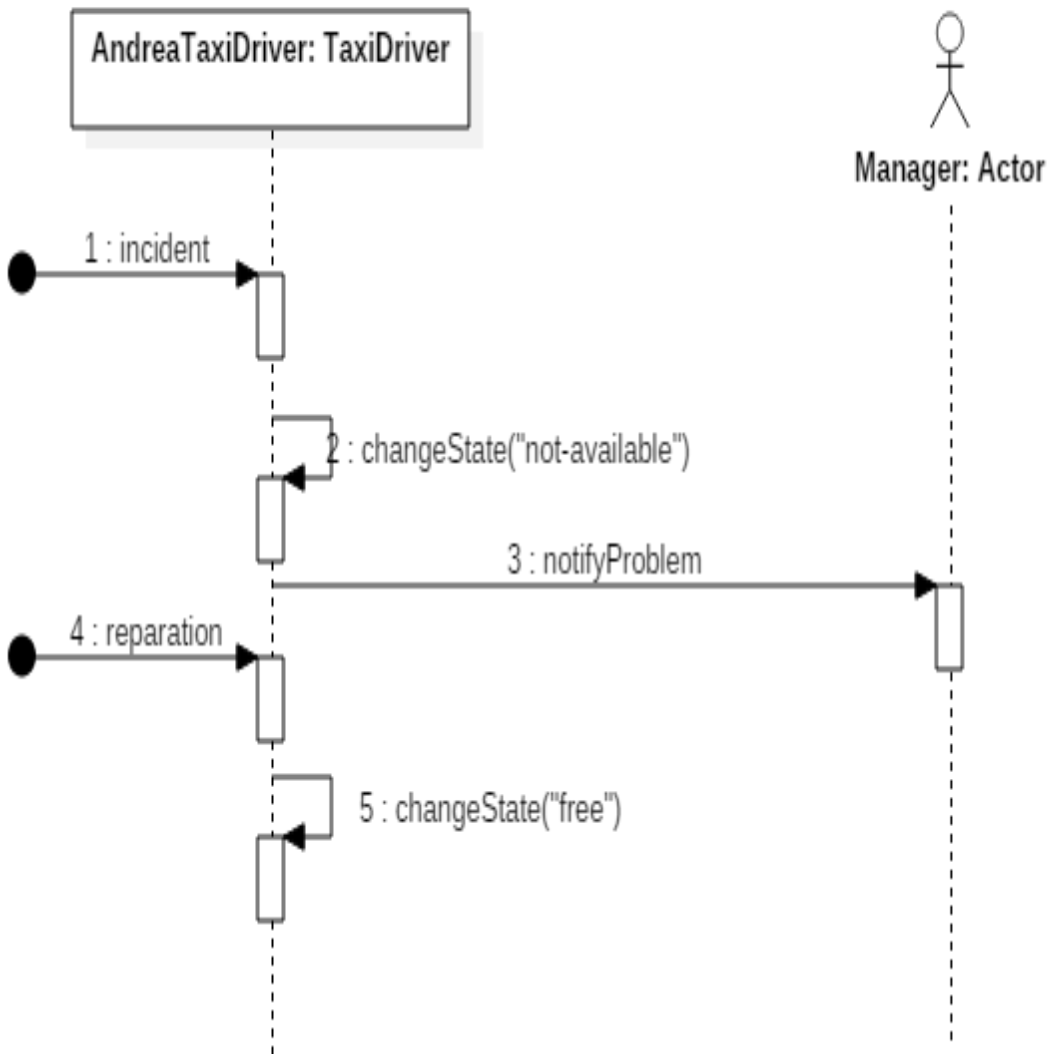 AndreaTaxiDriver: TaxiDriver
Manager: Actor
1 : incident
2 : changeState("not-available")
3 : notifyProblem
4 : reparation
5 : changeState("free")